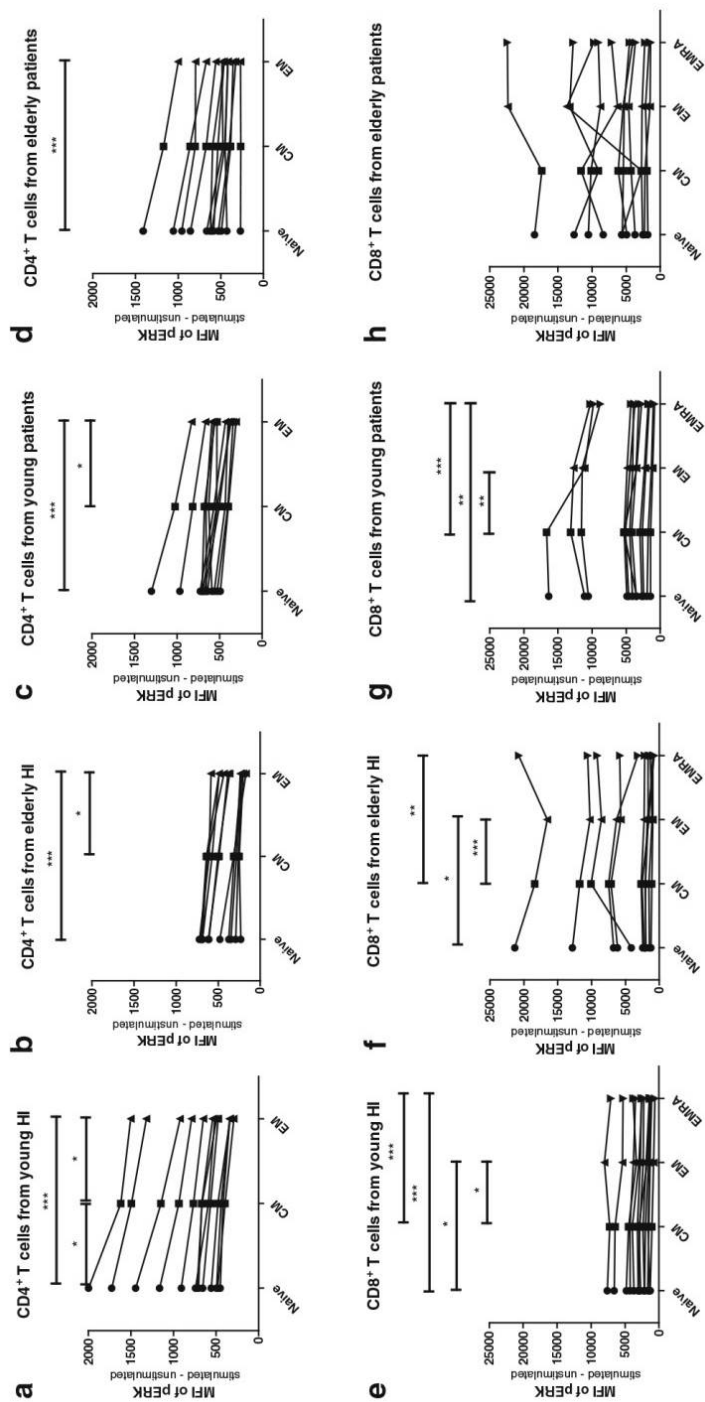 a
CD4+ T cells from young HI
***
*
*
2000
1500
1000
500
0
MFI of pERK
stimulated - unstimulated
Naive
CM
EM
b
CD4+ T cells from elderly HI
***
*
2000
1500
1000
500
0
MFI of pERK
stimulated - unstimulated
Naive
CM
EM
c
CD4+ T cells from young patients
***
*
2000
1500
1000
500
0
MFI of pERK
stimulated - unstimulated
Naive
CM
EM
d
CD4+ T cells from elderly patients
***
2000
1500
1000
500
0
MFI of pERK
stimulated - unstimulated
Naive
CM
EM
e
CD8+ T cells from young HI
***
***
*
*
25000
20000
15000
10000
5000
0
MFI of pERK
stimulated - unstimulated
Naive
CM
EM
EMRA
f
CD8+ T cells from elderly HI
**
*
***
25000
20000
15000
10000
5000
0
MFI of pERK
stimulated - unstimulated
Naive
CM
EM
EMRA
g
CD8+ T cells from young patients
***
**
**
25000
20000
15000
10000
5000
0
MFI of pERK
stimulated - unstimulated
Naive
CM
EM
EMRA
h
CD8+ T cells from elderly patients
25000
20000
15000
10000
5000
0
MFI of pERK
stimulated - unstimulated
Naive
CM
EM
EMRA